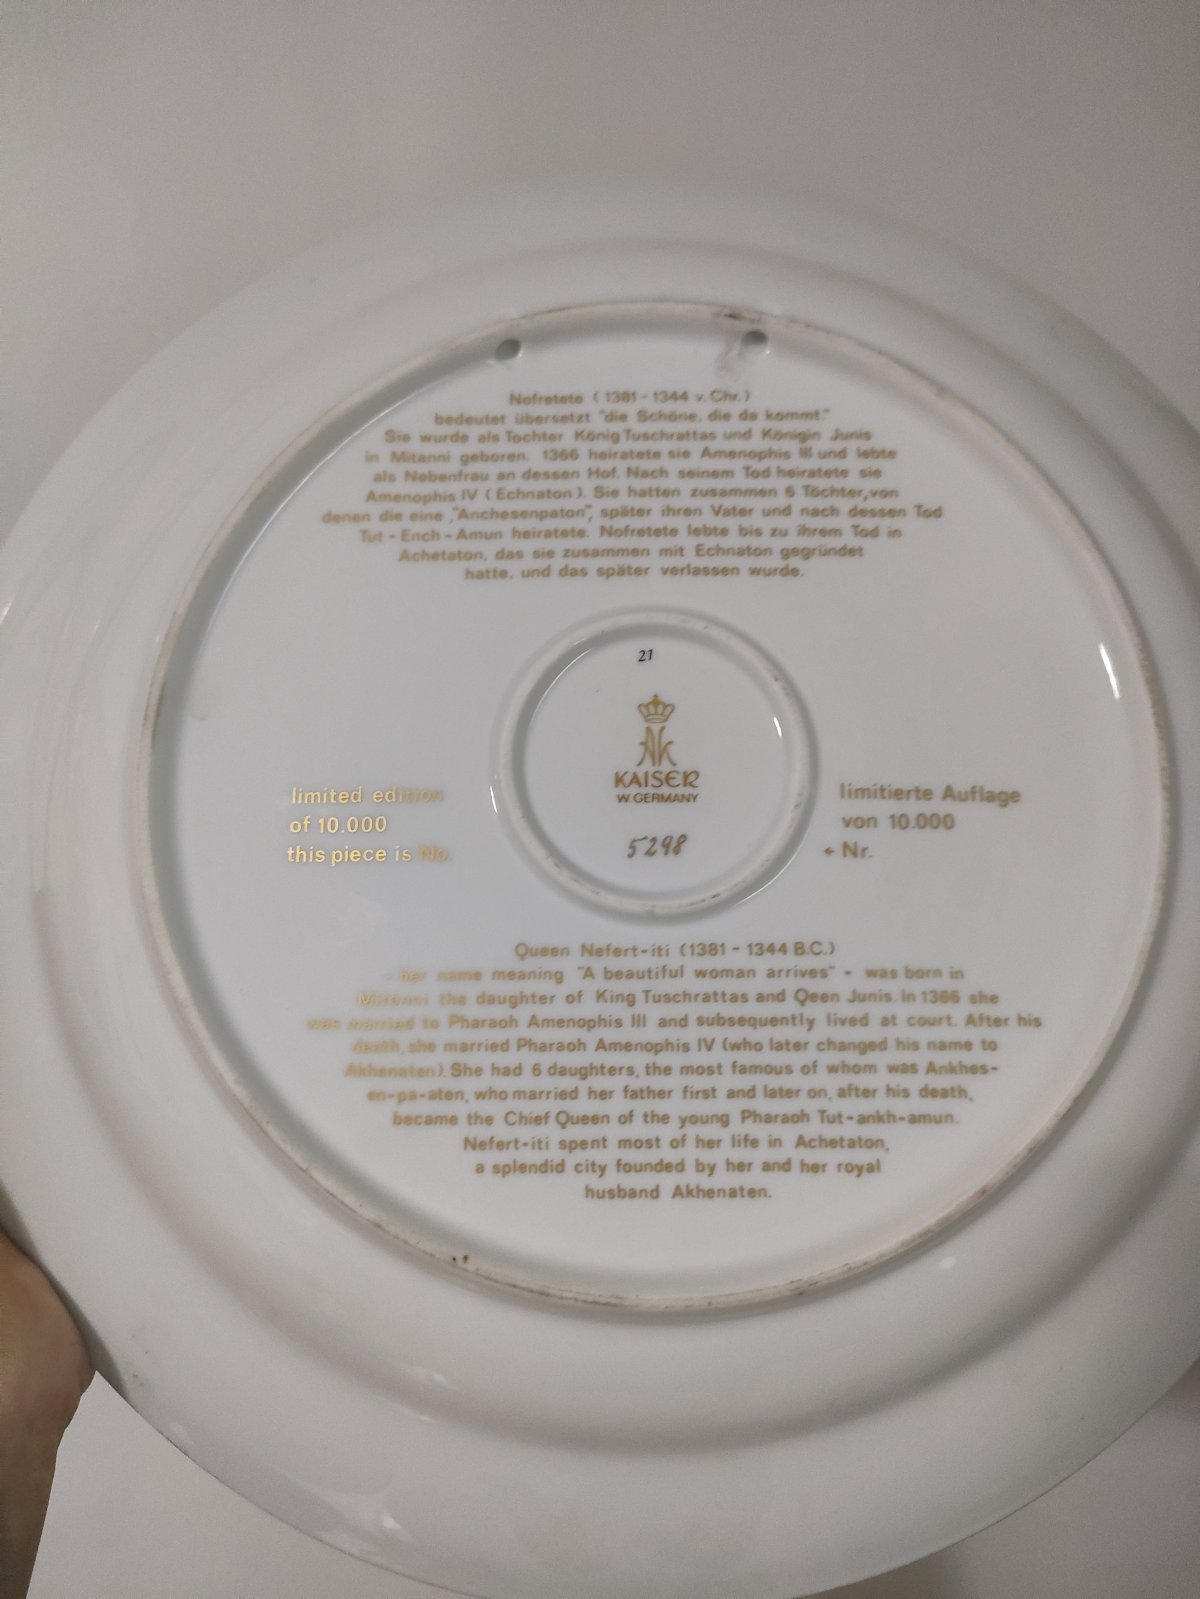 Nofretete (1381 - 1344 v. Chr.)
bedeutet übersetzt "die Schöne, die da kommt."
Sie wurde als Tochter König Tuschrattas und Königin Junis
in Mitanni geboren. 1366 heiratete sie Amenophis III und lebte
als Nebenfrau an dessen Hof. Nach seinem Tod heiratete sie
Amenophis IV (Echnaton). Sie hatten zusammen 6 Töchter, von
denen die eine, "Anchesenpaton", später ihren Vater und nach dessen Tod
Tut - Ench - Amun heiratete. Nofretete lebte bis zu ihrem Tod in
Achetaton, das sie zusammen mit Echnaton gegründet
hatte, und das später verlassen wurde.
21
AK
KAISER
W. GERMANY
5298
limited edition
of 10.000
this piece is No.
limitierte Auflage
von 10.000
← Nr.
Queen Nefert-iti (1381 - 1344 B.C.)
- her name meaning "A beautiful woman arrives" - was born in
Mitanni the daughter of King Tuschrattas and Qeen Junis. In 1366 she
was married to Pharaoh Amenophis III and subsequently lived at court. After his
death, she married Pharaoh Amenophis IV (who later changed his name to
Akhenaten). She had 6 daughters, the most famous of whom was Ankhes-
en-pa-aten, who married her father first and later on, after his death,
became the Chief Queen of the young Pharaoh Tut-ankh-amun.
Nefert-iti spent most of her life in Achetaton,
a splendid city founded by her and her royal
husband Akhenaten.